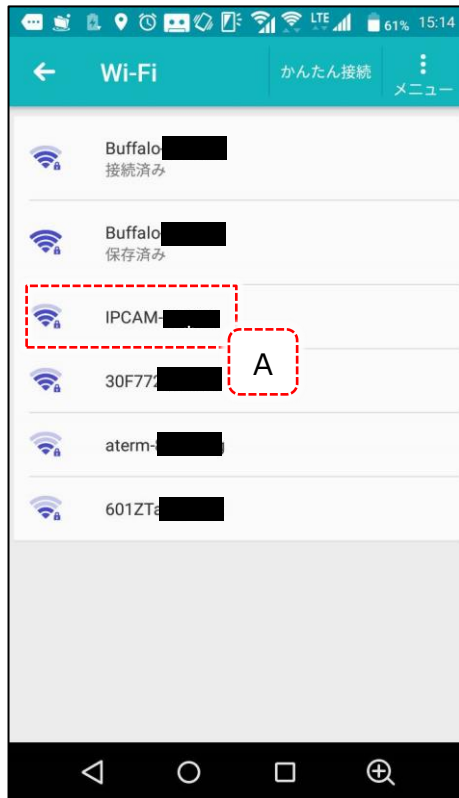 LTE 61% 15:14
Wi-Fi かんたん接続 メニュー
Buffalo-
接続済み
Buffalo
保存済み
IPCAM-
A
30F772
aterm-
601ZTa